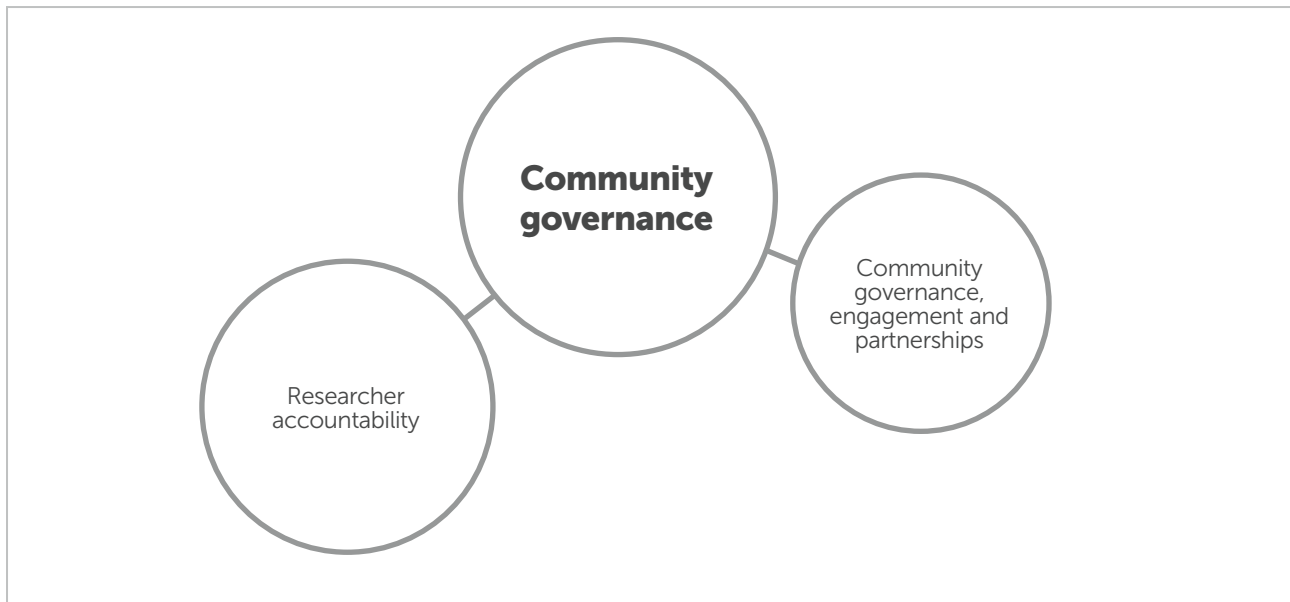 Community
governance
Community
governance,
engagement and
partnerships
Researcher
accountability